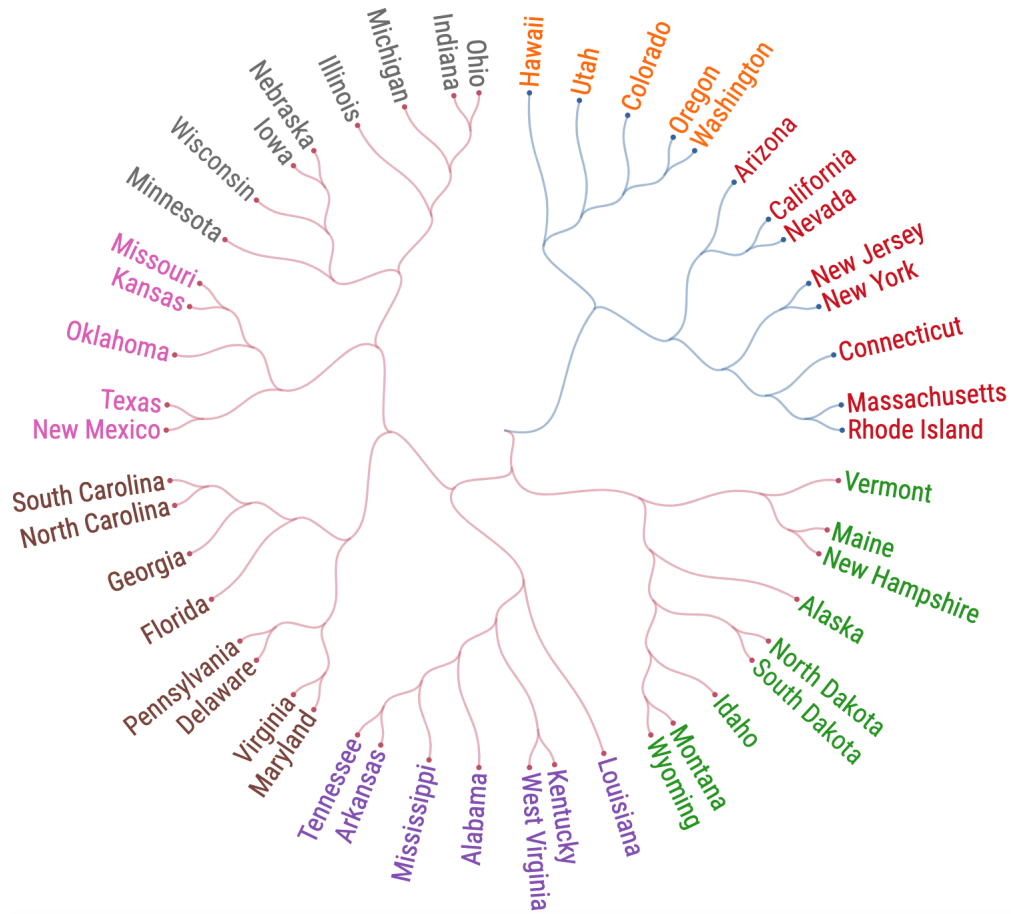 Hawaii
Utah
Colorado
Oregon
Washington
Arizona
California
Nevada
New Jersey
New York
Connecticut
Massachusetts
Rhode Island
Vermont
Maine
New Hampshire
Alaska
North Dakota
South Dakota
Idaho
Montana
Wyoming
Louisiana
Kentucky
West Virginia
Alabama
Mississippi
Arkansas
Tennessee
Maryland
Virginia
Delaware
Pennsylvania
Florida
Georgia
North Carolina
South Carolina
New Mexico
Texas
Oklahoma
Kansas
Missouri
Minnesota
Wisconsin
Iowa
Nebraska
Illinois
Michigan
Indiana
Ohio